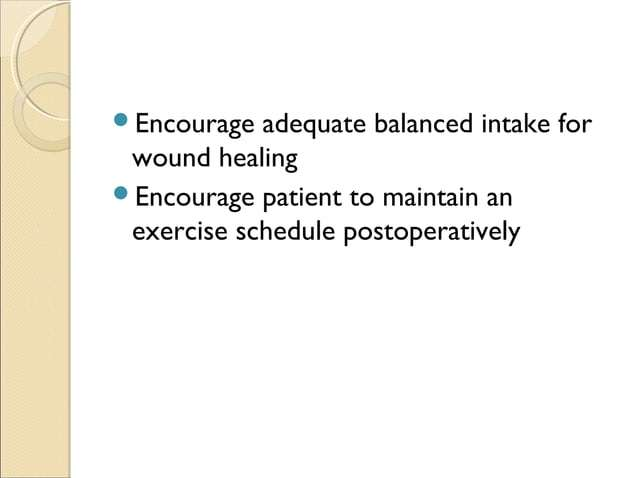 Encourage adequate balanced intake for
wound healing
Encourage patient to maintain an
exercise schedule postoperatively